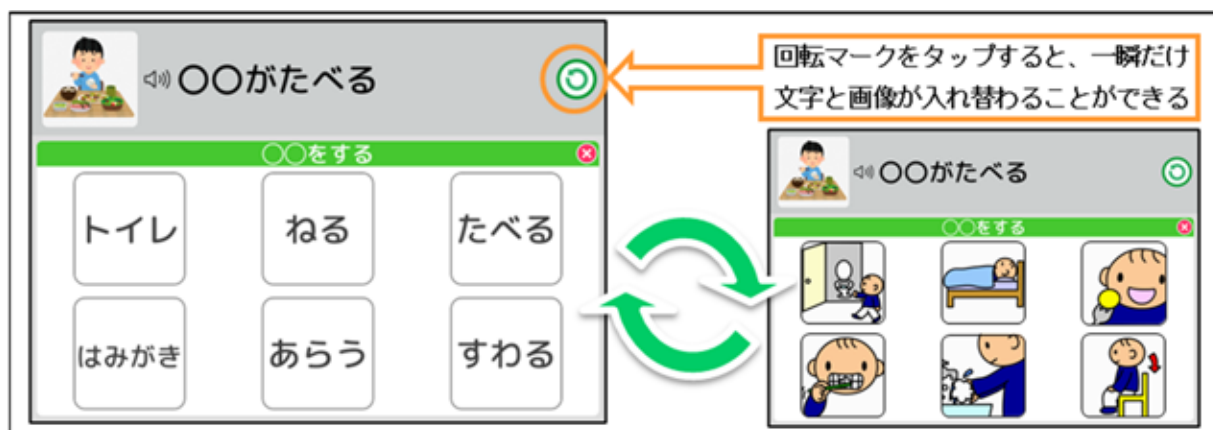 〇〇がたべる
〇〇をする
トイレ
ねる
たべる
はみがき
あらう
すわる
回転マークをタップすると、一瞬だけ
文字と画像が入れ替わることができる
〇〇がたべる
〇〇をする